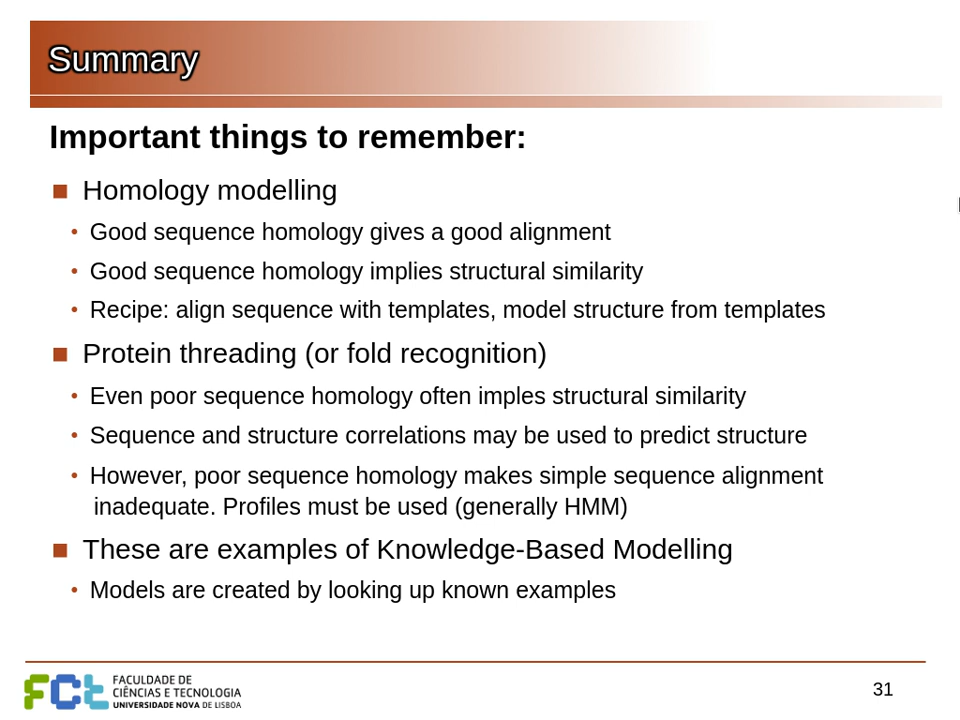 Summary
Important things to remember:
■ Homology modelling
• Good sequence homology gives a good alignment
• Good sequence homology implies structural similarity
• Recipe: align sequence with templates, model structure from templates
■ Protein threading (or fold recognition)
• Even poor sequence homology often imples structural similarity
• Sequence and structure correlations may be used to predict structure
• However, poor sequence homology makes simple sequence alignment
inadequate. Profiles must be used (generally HMM)
■ These are examples of Knowledge-Based Modelling
• Models are created by looking up known examples
FCt
FACULDADE DE
CIÊNCIAS E TECNOLOGIA
UNIVERSIDADE NOVA DE LISBOA
31